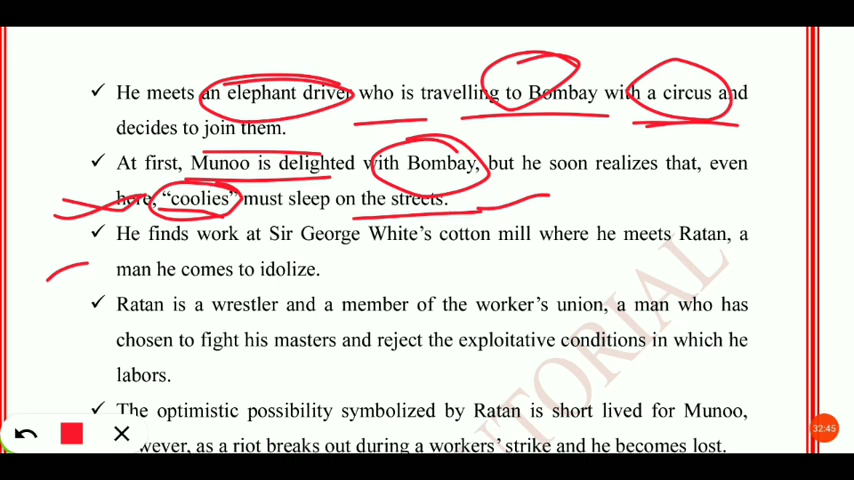 ✓ He meets an elephant driver who is travelling to Bombay with a circus and
decides to join them.
✓ At first, Munoo is delighted with Bombay, but he soon realizes that, even
here, "coolies" must sleep on the streets.
✓ He finds work at Sir George White's cotton mill where he meets Ratan, a
man he comes to idolize.
✓ Ratan is a wrestler and a member of the worker's union, a man who has
chosen to fight his masters and reject the exploitative conditions in which he
labors.
✓ The optimistic possibility symbolized by Ratan is short lived for Munoo,
as a riot breaks out during a workers' strike and he becomes lost.
UTORIAL
32:45